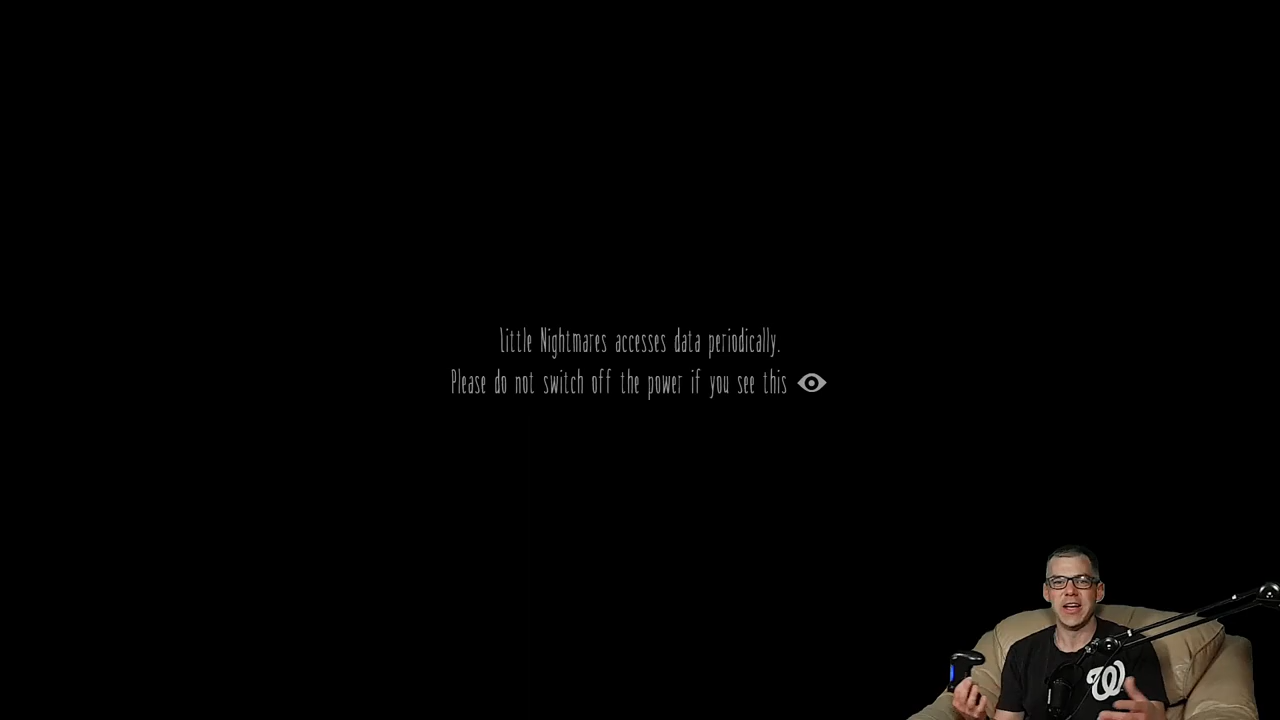 Little Nightmares accesses data periodically.
Please do not switch off the power if you see this
W